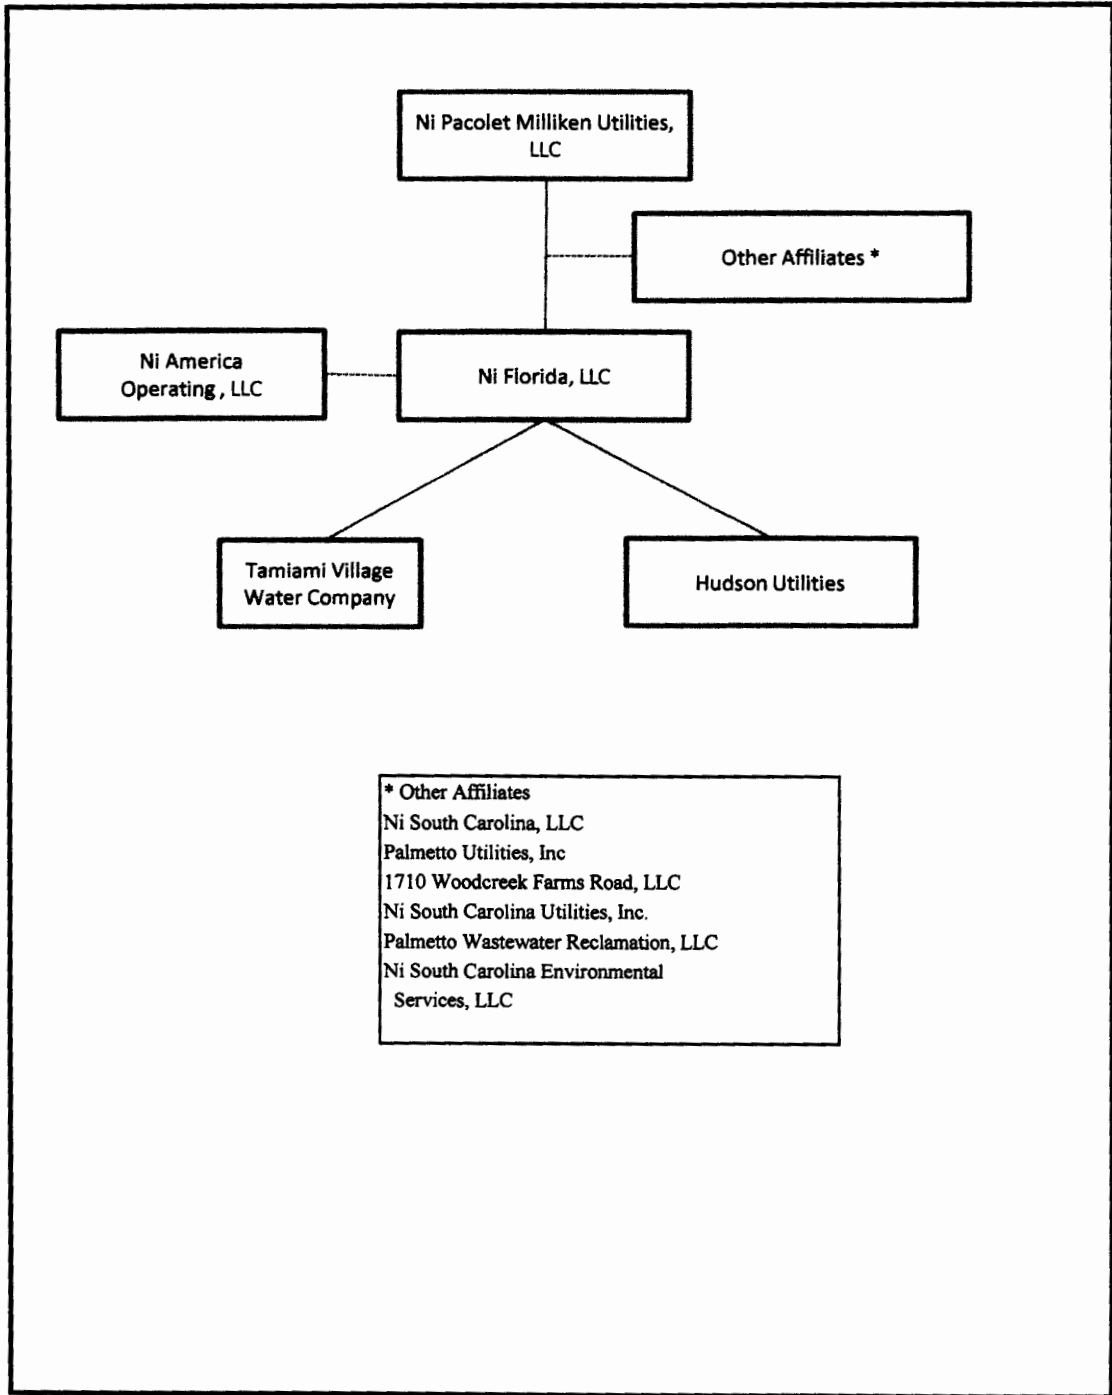 Ni Pacolet Milliken Utilities,
LLC
Other Affiliates *
Ni America
Operating , LLC
Ni Florida, LLC
Tamiami Village
Water Company
Hudson Utilities
* Other Affiliates
Ni South Carolina, LLC
Palmetto Utilities, Inc
1710 Woodcreek Farms Road, LLC
Ni South Carolina Utilities, Inc.
Palmetto Wastewater Reclamation, LLC
Ni South Carolina Environmental
Services, LLC